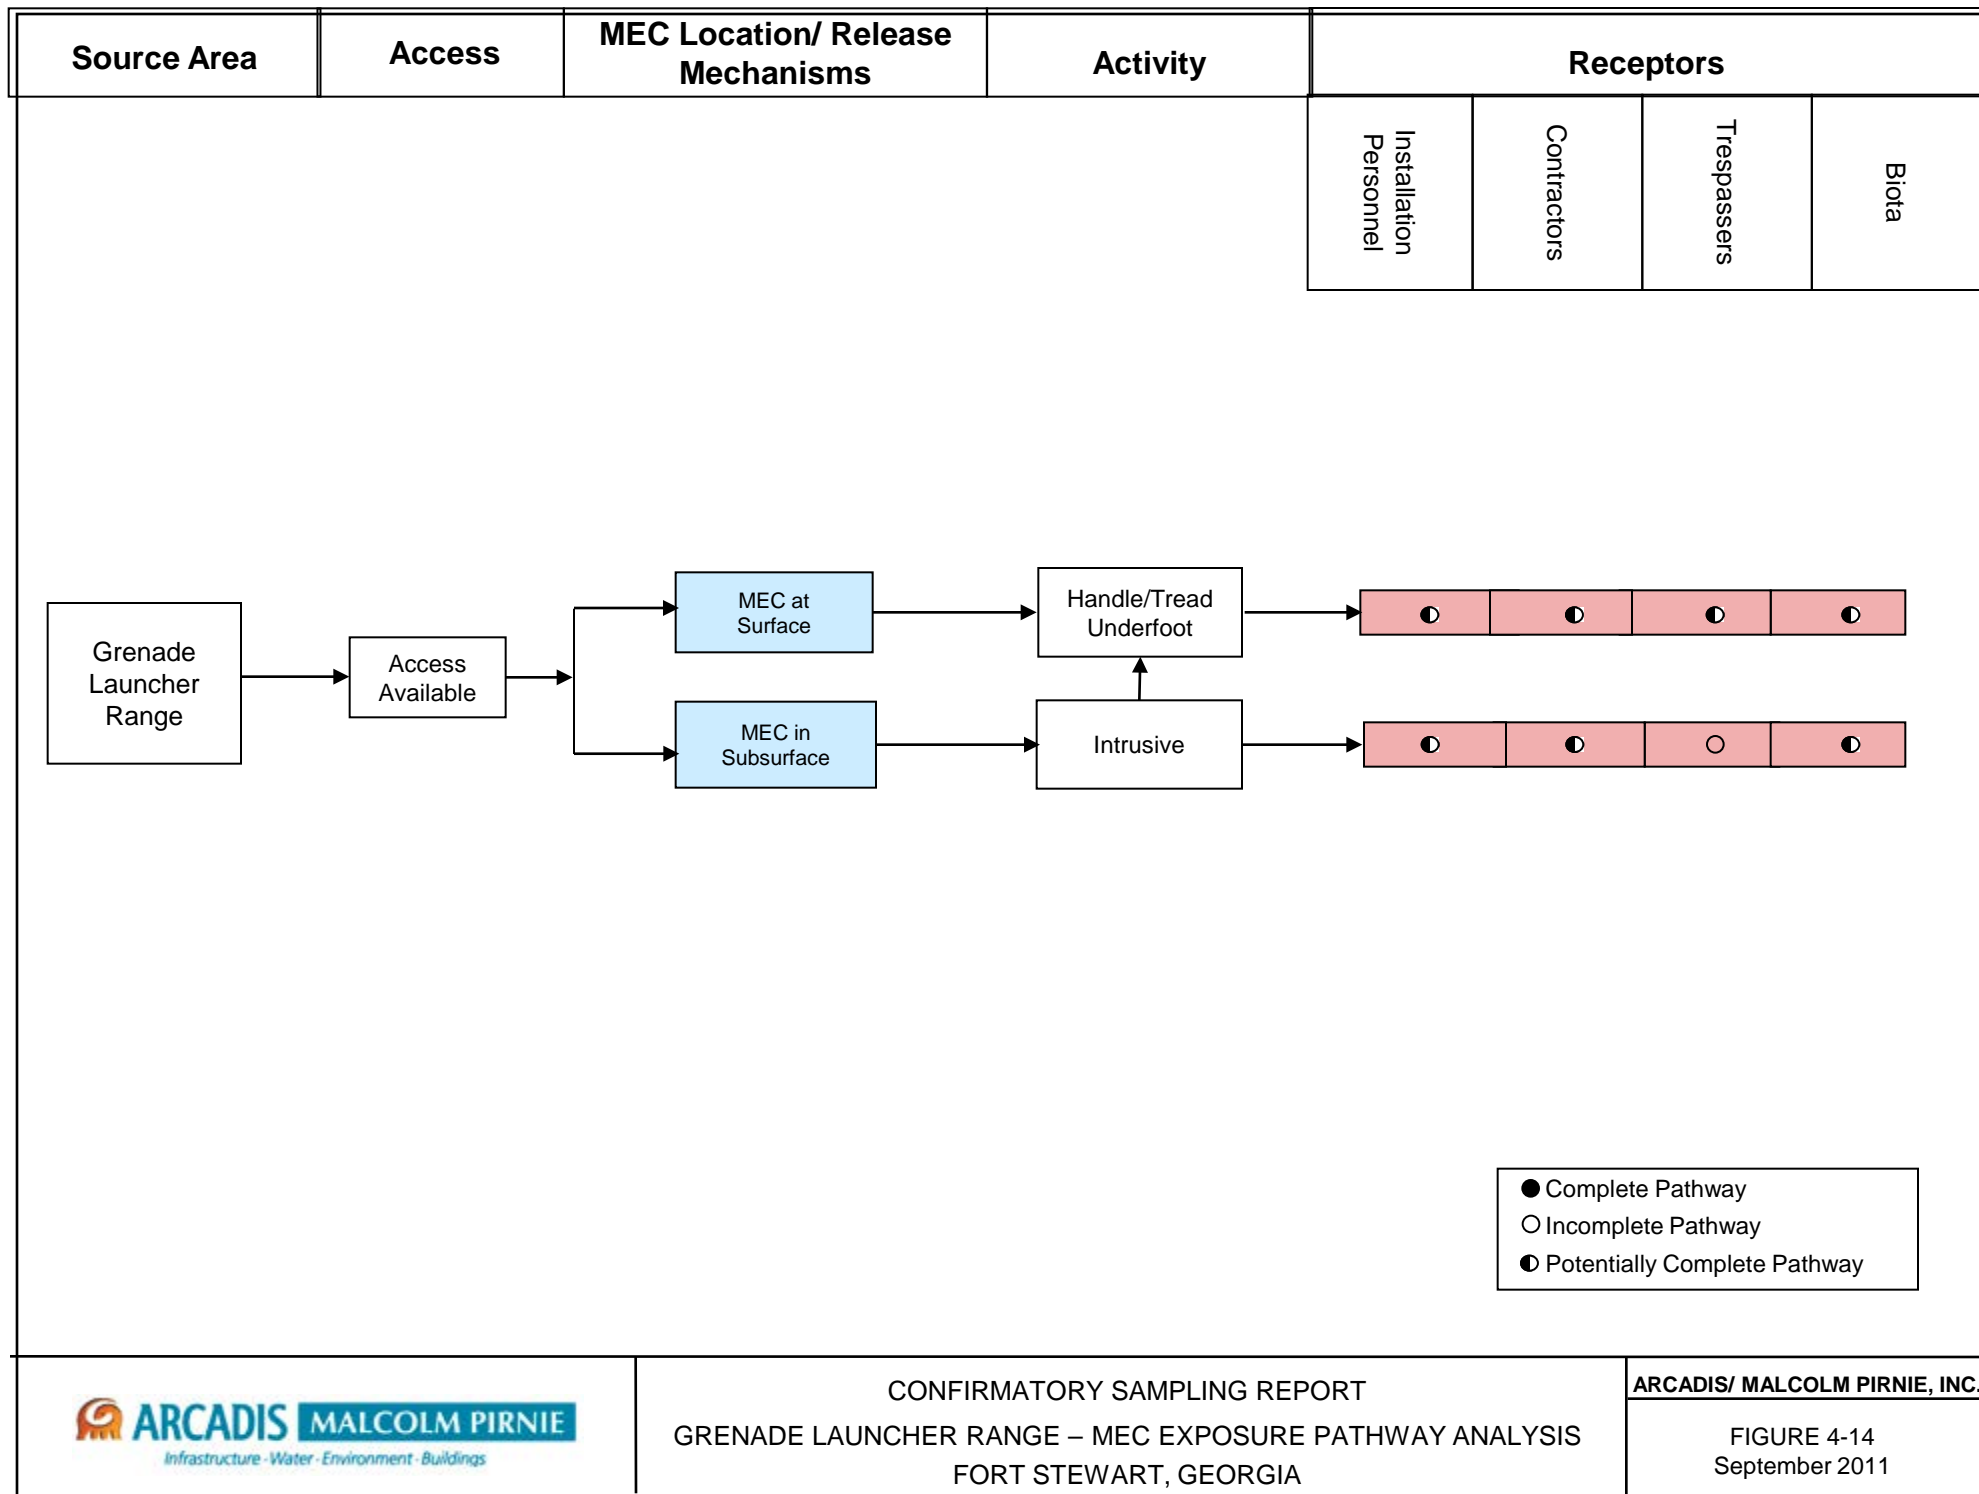 Source Area
Access
MEC Location/ Release
Mechanisms
Activity
Receptors
Installation
Personnel
Contractors
Trespassers
Biota
Grenade
Launcher
Range
Access
Available
MEC at
Surface
MEC in
Subsurface
Handle/Tread
Underfoot
Intrusive
Complete Pathway
Incomplete Pathway
Potentially Complete Pathway
ARCADIS MALCOLM PIRNIE
Infrastructure · Water · Environment · Buildings
CONFIRMATORY SAMPLING REPORT
GRENADE LAUNCHER RANGE – MEC EXPOSURE PATHWAY ANALYSIS
FORT STEWART, GEORGIA
ARCADIS/ MALCOLM PIRNIE, INC.
FIGURE 4-14
September 2011